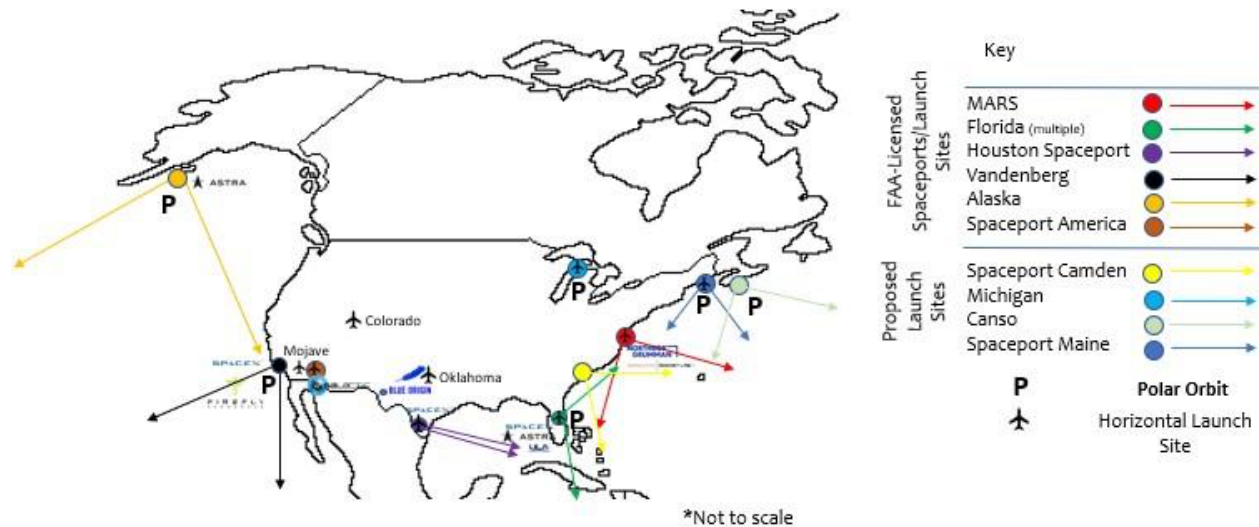 Key
FAA-Licensed
Spaceports/Launch
Sites
MARS
Florida (multiple)
Houston Spaceport
Vandenberg
Alaska
Spaceport America
Proposed
Launch
Sites
Spaceport Camden
Michigan
Canso
Spaceport Maine
P Polar Orbit
Horizontal Launch
Site
ASTRA
P
P
P
P
Colorado
Mojave
SPACEX
FIREFLY
P
BLUE ORIGIN
Oklahoma
NORTHROP
GRUMMAN
SPACEX
SPACEX
P
ASTRA
ULA
*Not to scale